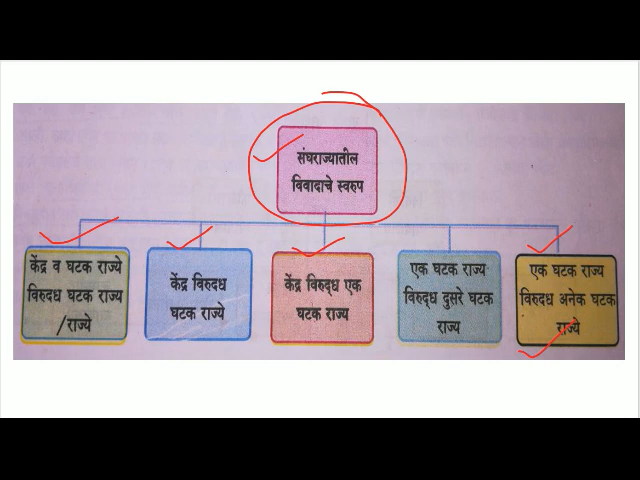 संघराज्यातील
विवादाचे स्वरुप
केंद्र व घटक राज्ये
विरुद्ध घटक राज्य
/राज्ये
केंद्र विरुद्ध
घटक राज्ये
केंद्र विरुद्ध एक
घटक राज्य
एक घटक राज्य
विरुद्ध दुसरे घटक
राज्य
एक घटक राज्य
विरुद्ध अनेक घटक
राज्ये